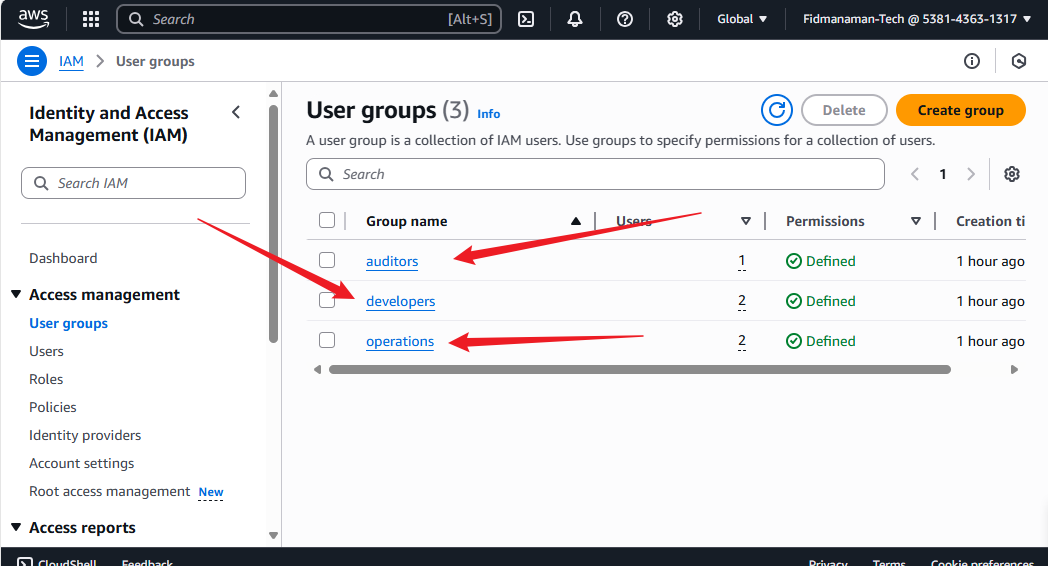 aws Search [Alt+S] Global Fidmanaman-Tech @ 5381-4363-1317
IAM > User groups
Identity and Access
Management (IAM)
Search IAM
Dashboard
Access management
User groups
Users
Roles
Policies
Identity providers
Account settings
Root access management New
Access reports
User groups (3) Info
Delete
Create group
A user group is a collection of IAM users. Use groups to specify permissions for a collection of users.
Search
1
Group name Users Permissions Creation ti
auditors 1 Defined 1 hour ago
developers 2 Defined 1 hour ago
operations 2 Defined 1 hour ago
CloudShell Feedback Privacy Terms Cookie preferences